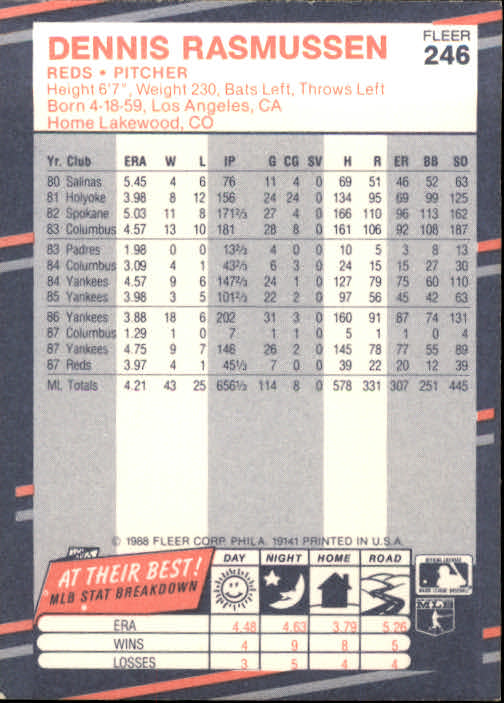 DENNIS RASMUSSEN
FLEER
246
REDS • PITCHER
Height 6'7", Weight 230, Bats Left, Throws Left
Born 4-18-59, Los Angeles, CA
Home Lakewood, CO
Yr. Club ERA W L IP G CG SV H R ER BB SO
80 Salinas 5.45 4 6 76 11 4 0 69 51 46 52 63
81 Holyoke 3.98 8 12 156 24 24 0 134 95 69 99 125
82 Spokane 5.03 11 8 171⅔ 27 4 0 166 110 96 113 162
83 Columbus 4.57 13 10 181 28 8 0 161 106 92 108 187
83 Padres 1.98 0 0 13⅔ 4 0 0 10 5 3 8 13
84 Columbus 3.09 4 1 43⅔ 6 3 0 24 15 15 27 30
84 Yankees 4.57 9 6 147⅔ 24 1 0 127 79 75 60 110
85 Yankees 3.98 3 5 101⅔ 22 2 0 97 56 45 42 63
86 Yankees 3.88 18 6 202 31 3 0 160 91 87 74 131
87 Columbus 1.29 1 0 7 1 1 0 5 1 1 0 4
87 Yankees 4.75 9 7 146 26 2 0 145 78 77 55 89
87 Reds 3.97 4 1 45⅓ 7 0 0 39 22 20 12 39
ML Totals 4.21 43 25 656⅓ 114 8 0 578 331 307 251 445
© 1988 FLEER CORP. PHILA. 19141 PRINTED IN U.S.A.
AT THEIR BEST!
MLB STAT BREAKDOWN
DAY NIGHT HOME ROAD
ERA 4.48 4.63 3.79 5.26
WINS 4 9 8 5
LOSSES 3 5 4 4